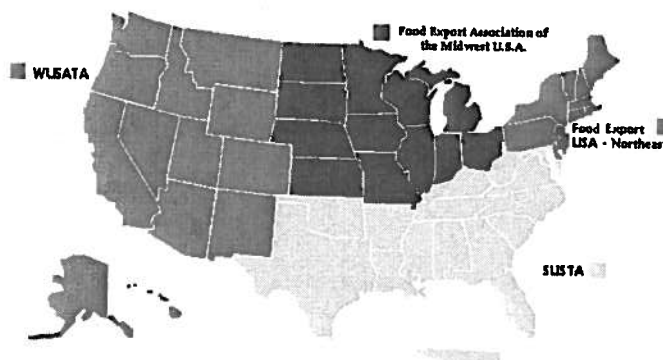 Food Export Association of
the Midwest U.S.A.
WUSATA
Food Export
USA - Northeast
SUSTA